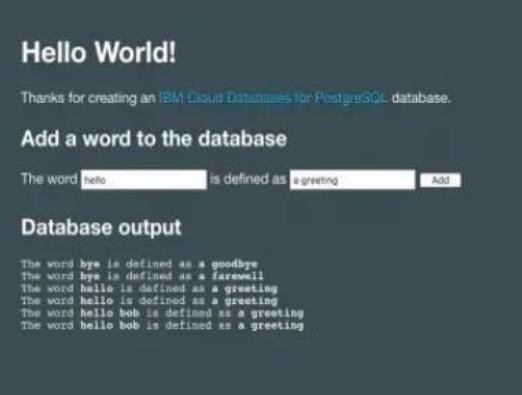 Hello World!
Thanks for creating an IBM Cloud Databases for PostgreSQL database.
Add a word to the database
The word hello is defined as a greeting Add
Database output
The word bye is defined as a goodbye
The word bye is defined as a farewell
The word hello is defined as a greeting
The word hello is defined as a greeting
The word hello bob is defined as a greeting
The word hello bob is defined as a greeting